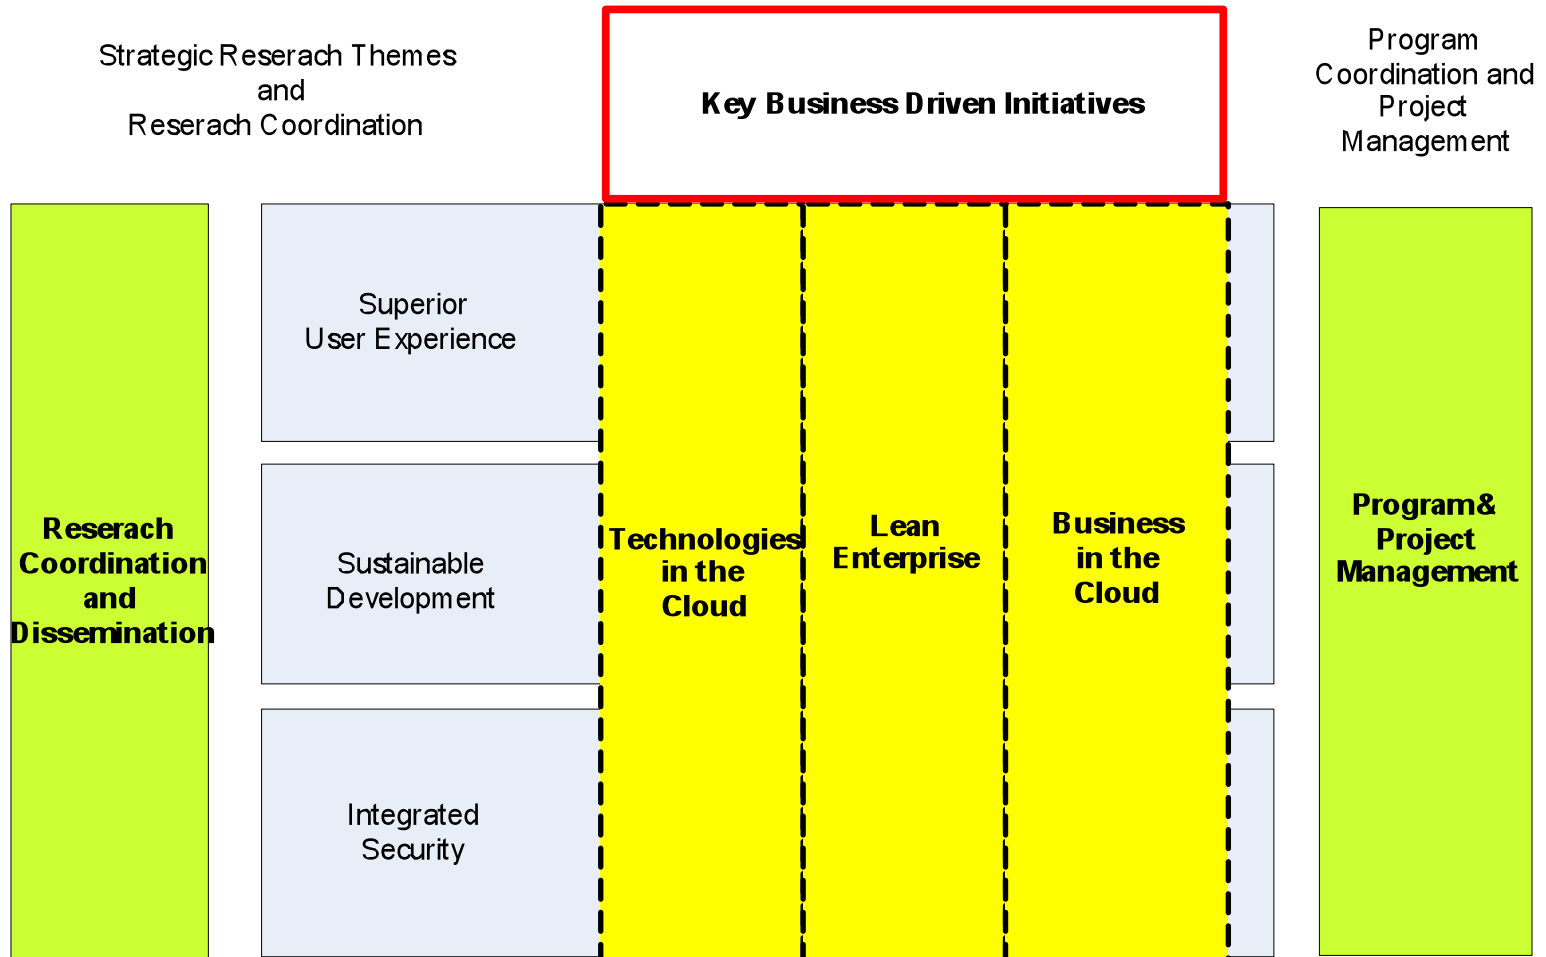 Strategic Reserach Themes
and
Reserach Coordination
Key Business Driven Initiatives
Program
Coordination and
Project
Management
Reserach
Coordination
and
Dissemination
Superior
User Experience
Sustainable
Development
Integrated
Security
Technologies
in the
Cloud
Lean
Enterprise
Business
in the
Cloud
Program &
Project
Management